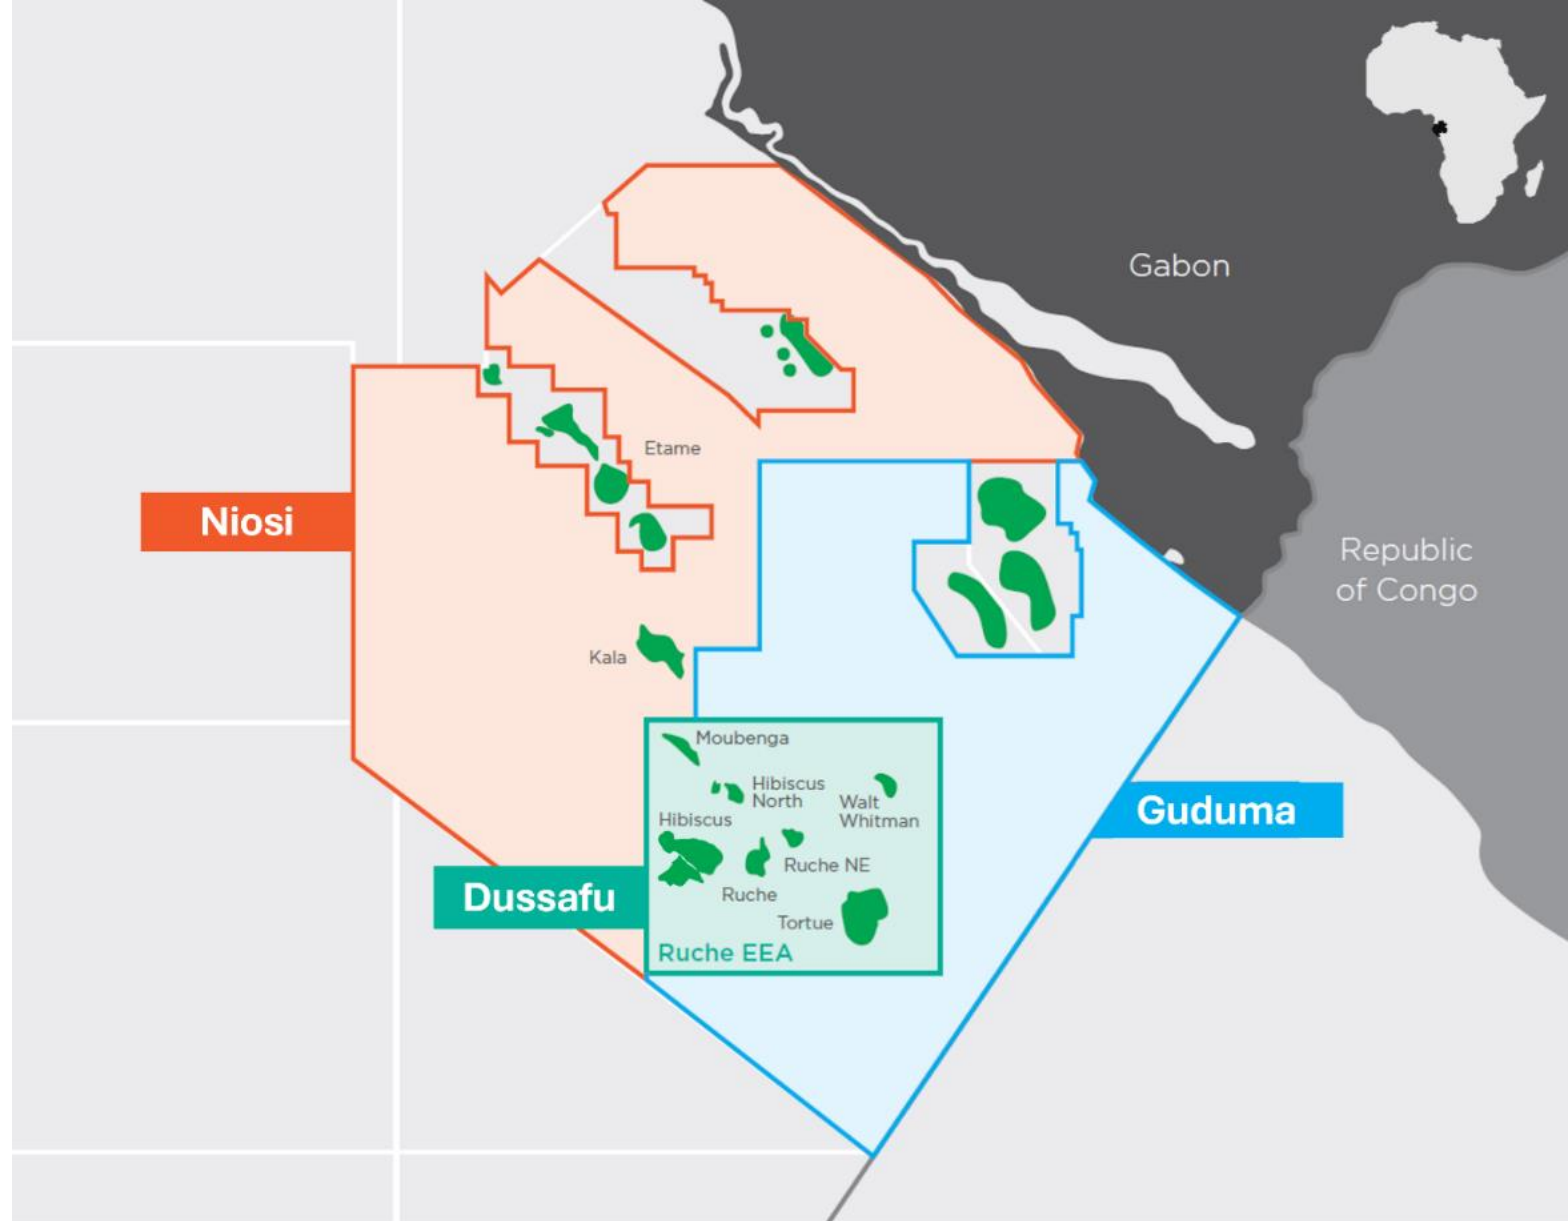 Gabon
Etame
Niosi
Republic
of Congo
Kala
Moubenga
Hibiscus
North
Walt
Whitman
Hibiscus
Guduma
Ruche NE
Ruche
Dussafu
Tortue
Ruche EEA